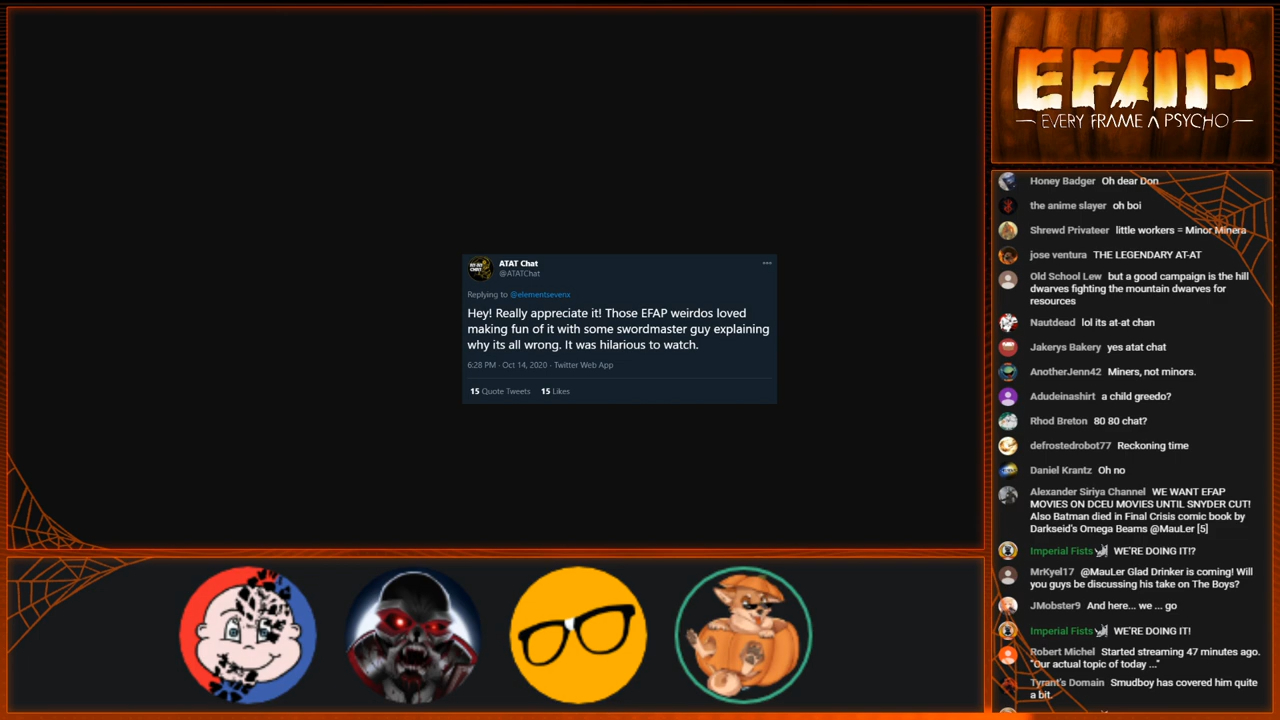 EFAP
EVERY FRAME A PSYCHO
ATAT Chat
@ATATChat
Replying to @elementsevenx
Hey! Really appreciate it! Those EFAP weirdos loved
making fun of it with some swordmaster guy explaining
why its all wrong. It was hilarious to watch.
6:28 PM · Oct 14, 2020 · Twitter Web App
15 Quote Tweets 15 Likes
Honey Badger Oh dear Don
the anime slayer oh boi
Shrewd Privateer little workers = Minor Minera
jose ventura THE LEGENDARY AT-AT
Old School Lew but a good campaign is the hill
dwarves fighting the mountain dwarves for
resources
Nautdead lol its at-at chan
Jakerys Bakery yes atat chat
AnotherJenn42 Miners, not minors.
Adudeinashirt a child greedo?
Rhod Breton 80 80 chat?
defrostedrobot77 Reckoning time
Daniel Krantz Oh no
Alexander Siriya Channel WE WANT EFAP
MOVIES ON DCEU MOVIES UNTIL SNYDER CUT!
Also Batman died in Final Crisis comic book by
Darkseid's Omega Beams @MauLer [5]
Imperial Fists WE'RE DOING IT!?
MrKyel17 @MauLer Glad Drinker is coming! Will
you guys be discussing his take on The Boys?
JMobster9 And here... we ... go
Imperial Fists WE'RE DOING IT!
Robert Michel Started streaming 47 minutes ago.
"Our actual topic of today ..."
Tyrant's Domain Smudboy has covered him quite
a bit.